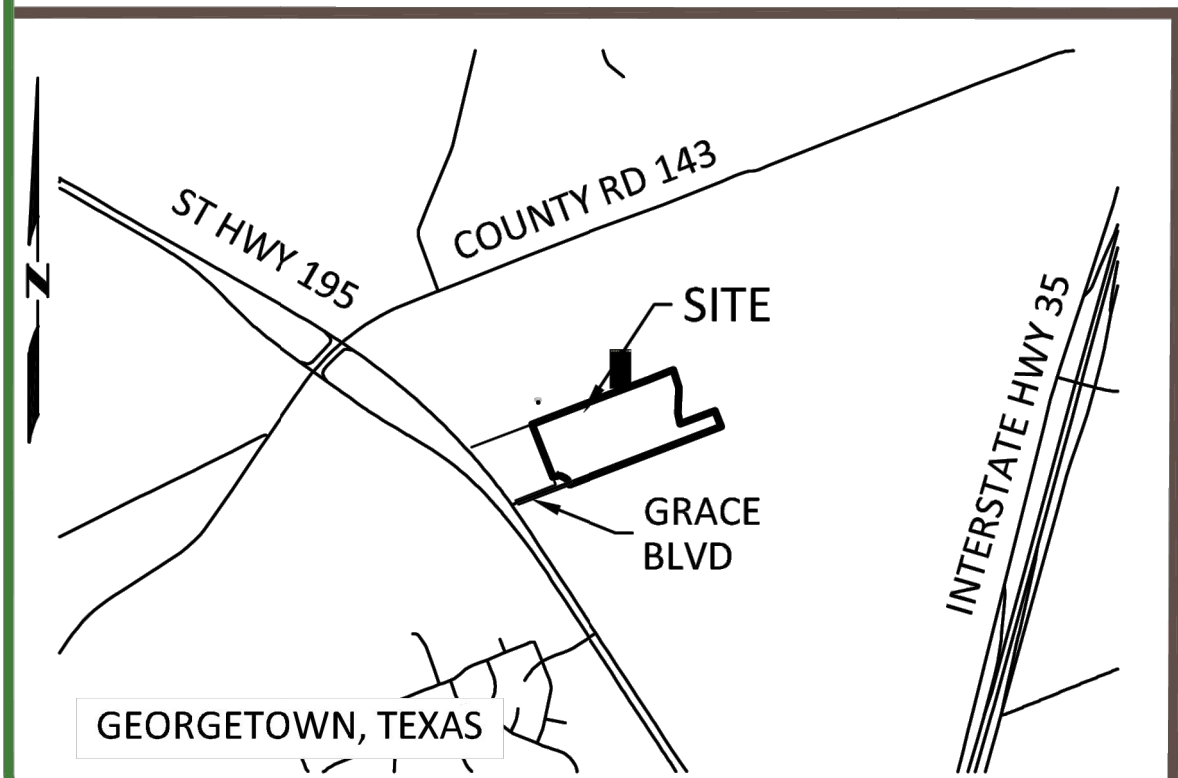 COUNTY RD 143
ST HWY 195
N
SITE
INTERSTATE HWY 35
GRACE
BLVD
GEORGETOWN, TEXAS